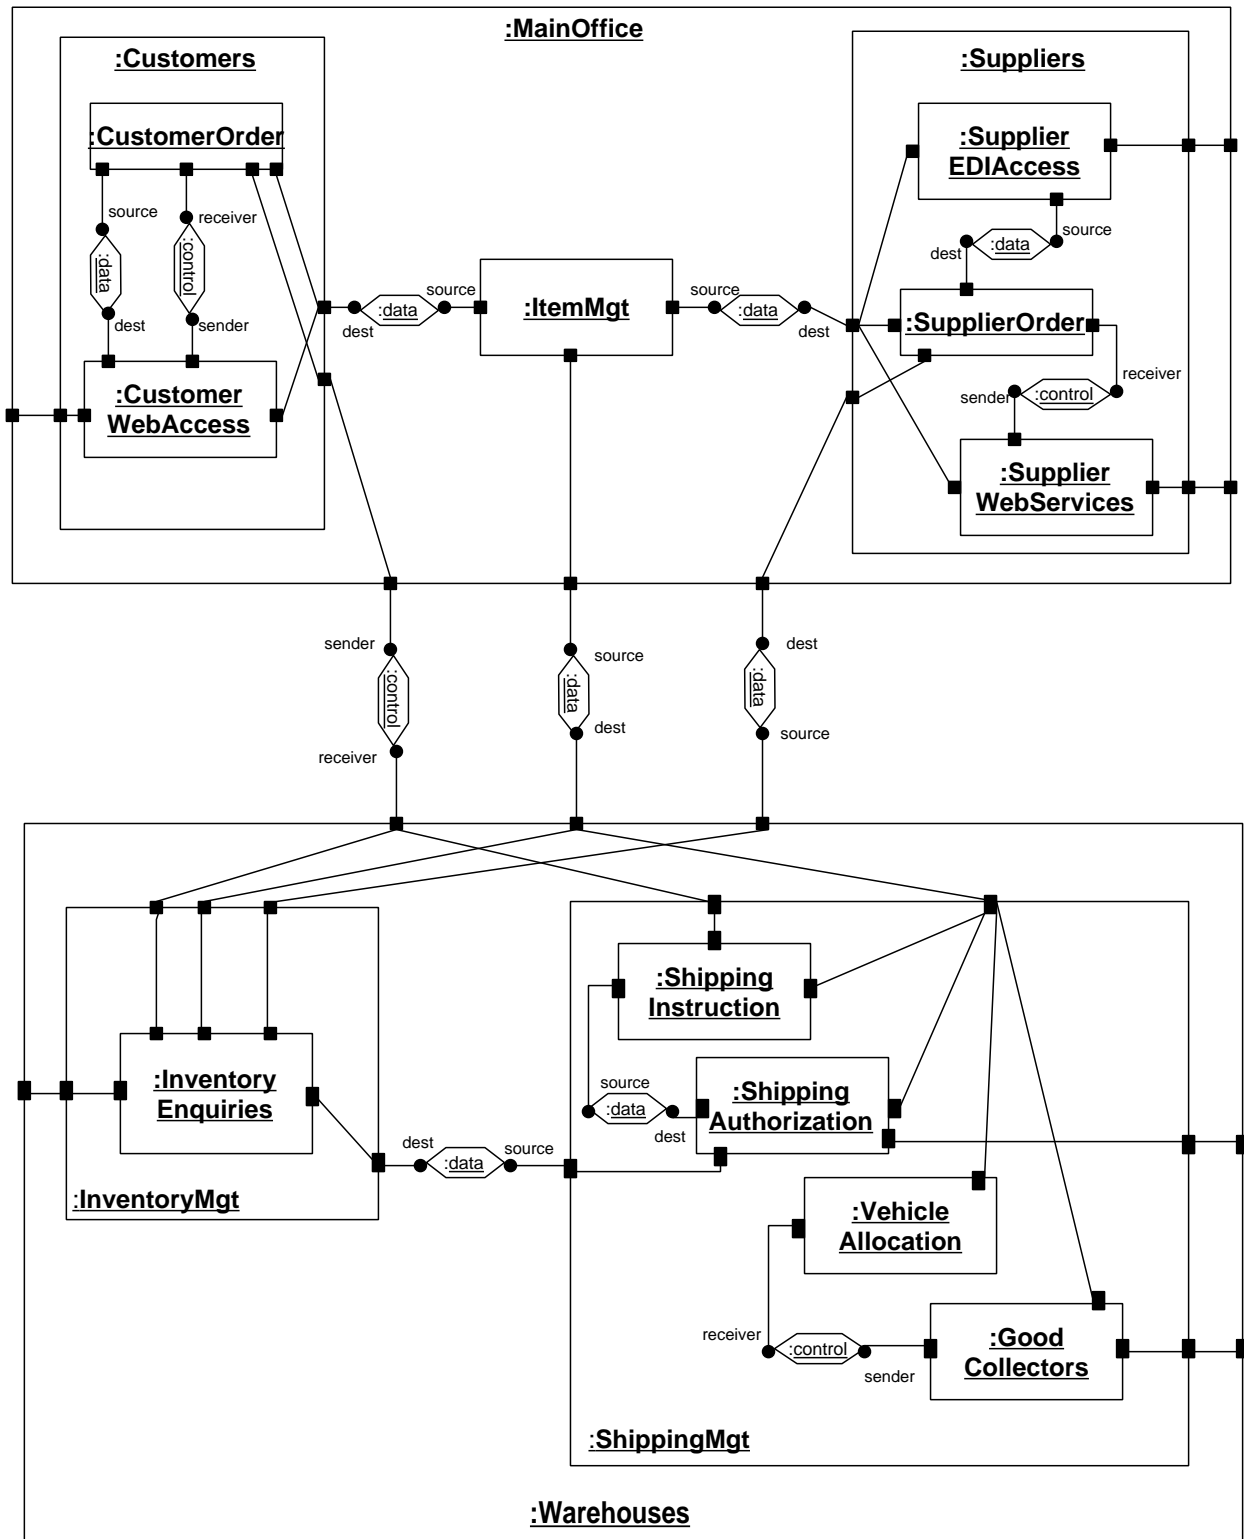 :MainOffice
:Customers
:Suppliers
:CustomerOrder
:Supplier
EDIAccess
source
receiver
:data
:control
dest
sender
:Customer
WebAccess
dest
:data
source
:ItemMgt
source
:data
dest
source
dest
:data
:SupplierOrder
receiver
sender
:control
:Supplier
WebServices
sender
:control
receiver
source
:data
dest
dest
:data
source
:Shipping
Instruction
:Inventory
Enquiries
source
:data
dest
:Shipping
Authorization
dest
:data
source
:InventoryMgt
:Vehicle
Allocation
receiver
:control
sender
:Good
Collectors
:ShippingMgt
:Warehouses